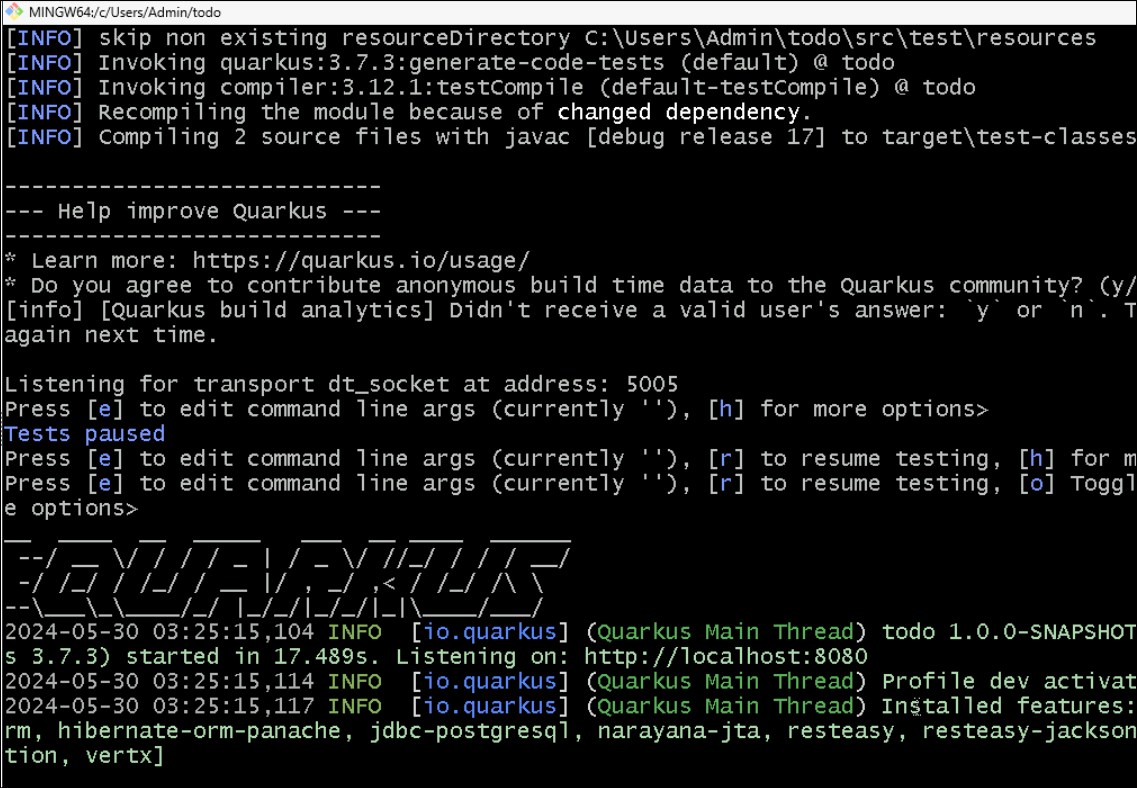 MINGW64:/c/Users/Admin/todo
[INFO] skip non existing resourceDirectory C:\Users\Admin\todo\src\test\resources
[INFO] Invoking quarkus:3.7.3:generate-code-tests (default) @ todo
[INFO] Invoking compiler:3.12.1:testCompile (default-testCompile) @ todo
[INFO] Recompiling the module because of changed dependency.
[INFO] Compiling 2 source files with javac [debug release 17] to target\test-classes
----------------------------
--- Help improve Quarkus ---
----------------------------
* Learn more: https://quarkus.io/usage/
* Do you agree to contribute anonymous build time data to the Quarkus community? (y/
[info] [Quarkus build analytics] Didn't receive a valid user's answer: `y` or `n`. T
again next time.
Listening for transport dt_socket at address: 5005
Press [e] to edit command line args (currently ''), [h] for more options>
Tests paused
Press [e] to edit command line args (currently ''), [r] to resume testing, [h] for m
Press [e] to edit command line args (currently ''), [r] to resume testing, [o] Toggl
e options>
QUARKUS
2024-05-30 03:25:15,104 INFO  [io.quarkus] (Quarkus Main Thread) todo 1.0.0-SNAPSHOT
s 3.7.3) started in 17.489s. Listening on: http://localhost:8080
2024-05-30 03:25:15,114 INFO  [io.quarkus] (Quarkus Main Thread) Profile dev activat
2024-05-30 03:25:15,117 INFO  [io.quarkus] (Quarkus Main Thread) Installed features:
rm, hibernate-orm-panache, jdbc-postgresql, narayana-jta, resteasy, resteasy-jackson
tion, vertx]